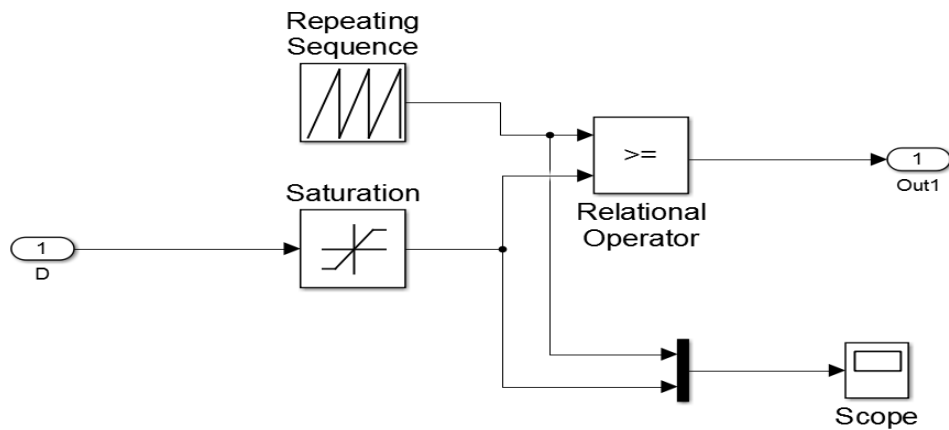 Repeating
Sequence
>=
1
Out1
Saturation
Relational
Operator
1
D
Scope